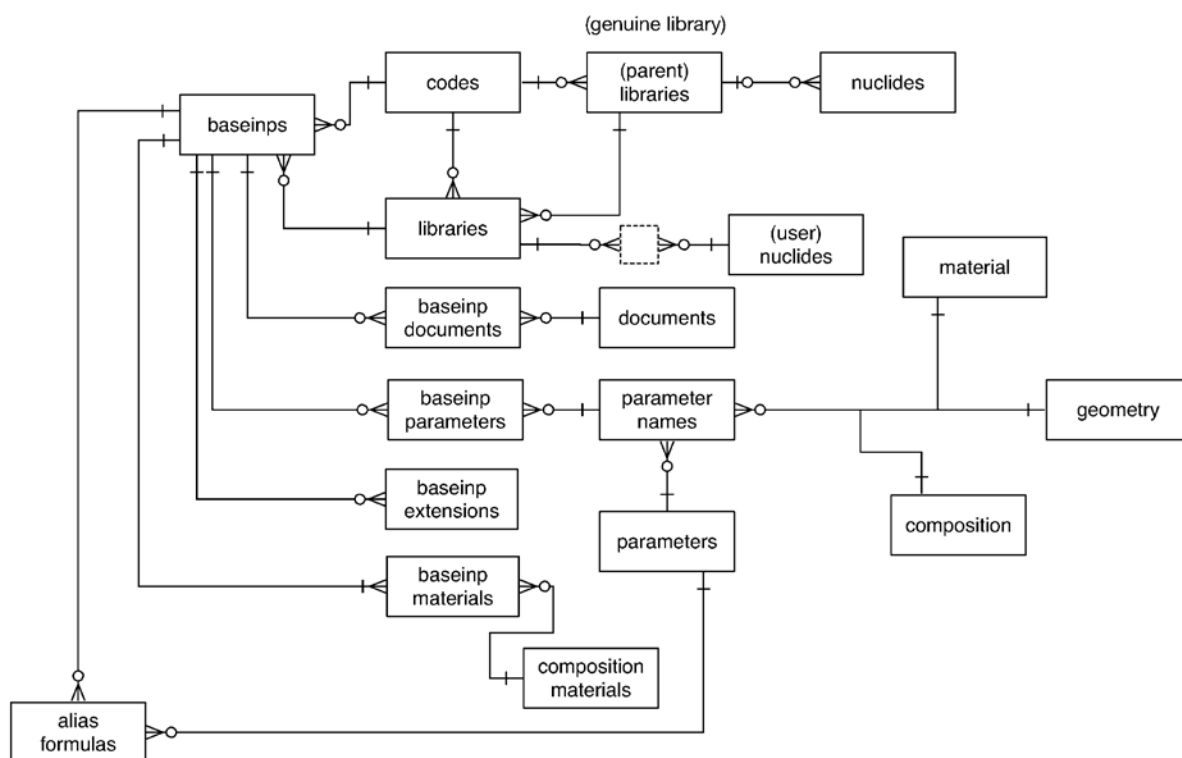 (genuine library)
codes
(parent)
libraries
nuclides
baseinps
libraries
(user)
nuclides
material
baseinp
documents
documents
baseinp
parameters
parameter
names
geometry
baseinp
extensions
parameters
composition
baseinp
materials
composition
materials
alias
formulas